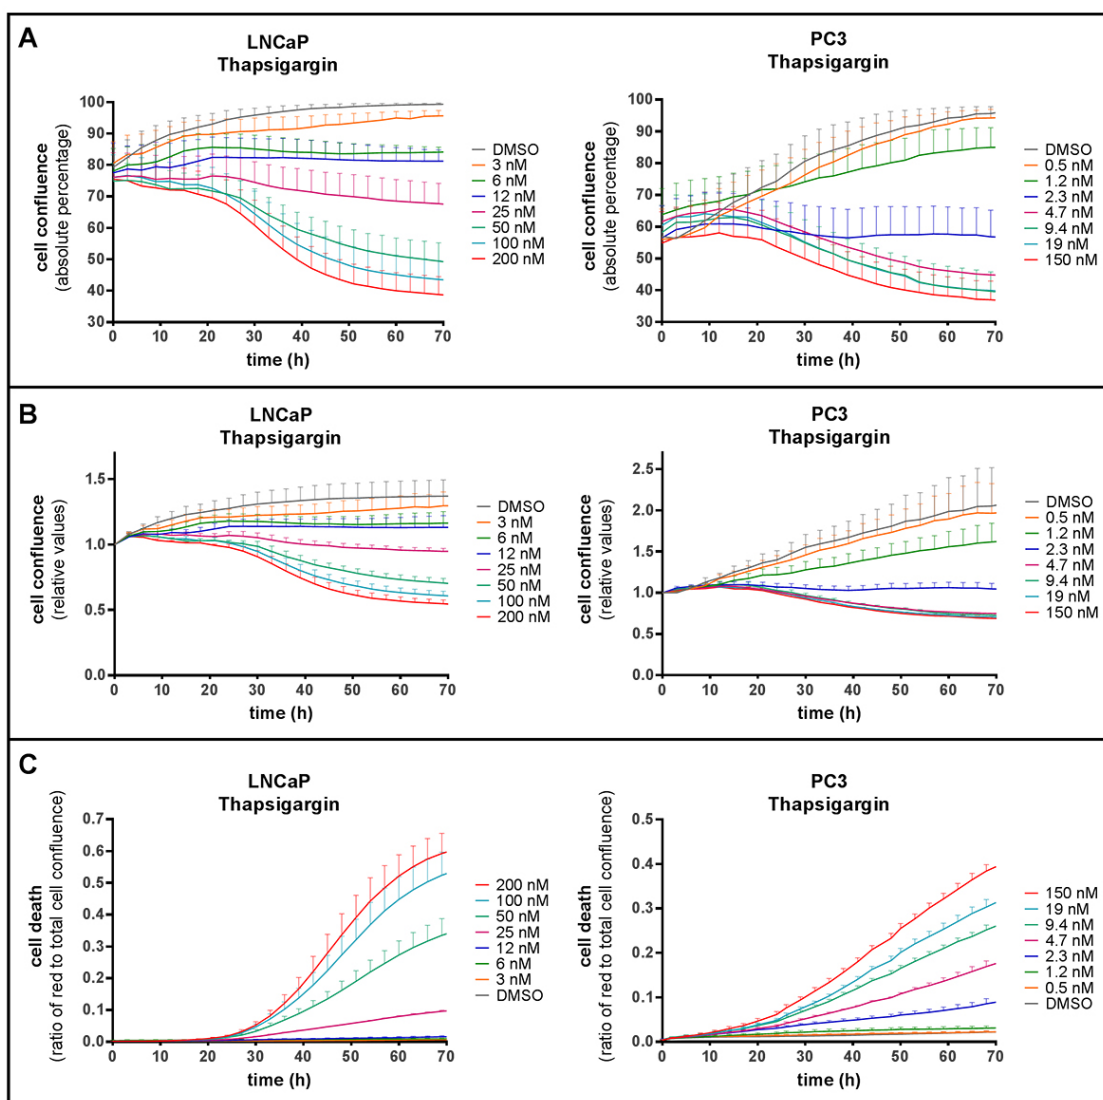 A
LNCaP
Thapsigargin
cell confluence
(absolute percentage)
100
90
80
70
60
50
40
30
0 10 20 30 40 50 60 70
time (h)
DMSO
3 nM
6 nM
12 nM
25 nM
50 nM
100 nM
200 nM
PC3
Thapsigargin
cell confluence
(absolute percentage)
100
90
80
70
60
50
40
30
0 10 20 30 40 50 60 70
time (h)
DMSO
0.5 nM
1.2 nM
2.3 nM
4.7 nM
9.4 nM
19 nM
150 nM
B
LNCaP
Thapsigargin
cell confluence
(relative values)
1.5
1.0
0.5
0.0
0 10 20 30 40 50 60 70
time (h)
DMSO
3 nM
6 nM
12 nM
25 nM
50 nM
100 nM
200 nM
PC3
Thapsigargin
cell confluence
(relative values)
2.5
2.0
1.5
1.0
0.5
0.0
0 10 20 30 40 50 60 70
time (h)
DMSO
0.5 nM
1.2 nM
2.3 nM
4.7 nM
9.4 nM
19 nM
150 nM
C
LNCaP
Thapsigargin
cell death
(ratio of red to total cell confluence)
0.7
0.6
0.5
0.4
0.3
0.2
0.1
0.0
0 10 20 30 40 50 60 70
time (h)
200 nM
100 nM
50 nM
25 nM
12 nM
6 nM
3 nM
DMSO
PC3
Thapsigargin
cell death
(ratio of red to total cell confluence)
0.5
0.4
0.3
0.2
0.1
0.0
0 10 20 30 40 50 60 70
time (h)
150 nM
19 nM
9.4 nM
4.7 nM
2.3 nM
1.2 nM
0.5 nM
DMSO